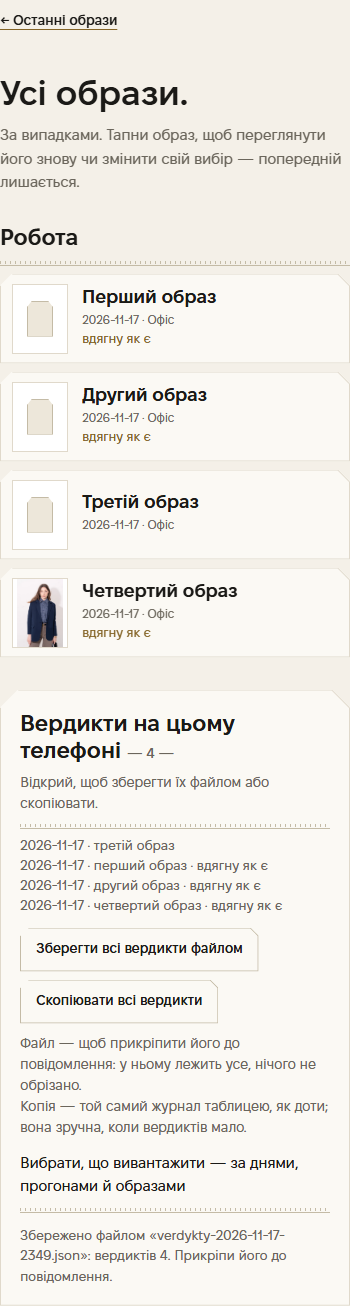 ← Останні образи
Усі образи.
За випадками. Тапни образ, щоб переглянути
його знову чи змінити свій вибір — попередній
лишається.
Робота
Перший образ
2026-11-17 · Офіс
вдягну як є
Другий образ
2026-11-17 · Офіс
вдягну як є
Третій образ
2026-11-17 · Офіс
Четвертий образ
2026-11-17 · Офіс
вдягну як є
Вердикти на цьому
телефоні — 4 —
Відкрий, щоб зберегти їх файлом або
скопіювати.
2026-11-17 · третій образ
2026-11-17 · перший образ · вдягну як є
2026-11-17 · другий образ · вдягну як є
2026-11-17 · четвертий образ · вдягну як є
Зберегти всі вердикти файлом
Скопіювати всі вердикти
Файл — щоб прикріпити його до
повідомлення: у ньому лежить усе, нічого не
обрізано.
Копія — той самий журнал таблицею, як доти;
вона зручна, коли вердиктів мало.
Вибрати, що вивантажити — за днями,
прогонами й образами
Збережено файлом «verdykty-2026-11-17-
2349.json»: вердиктів 4. Прикріпи його до
повідомлення.